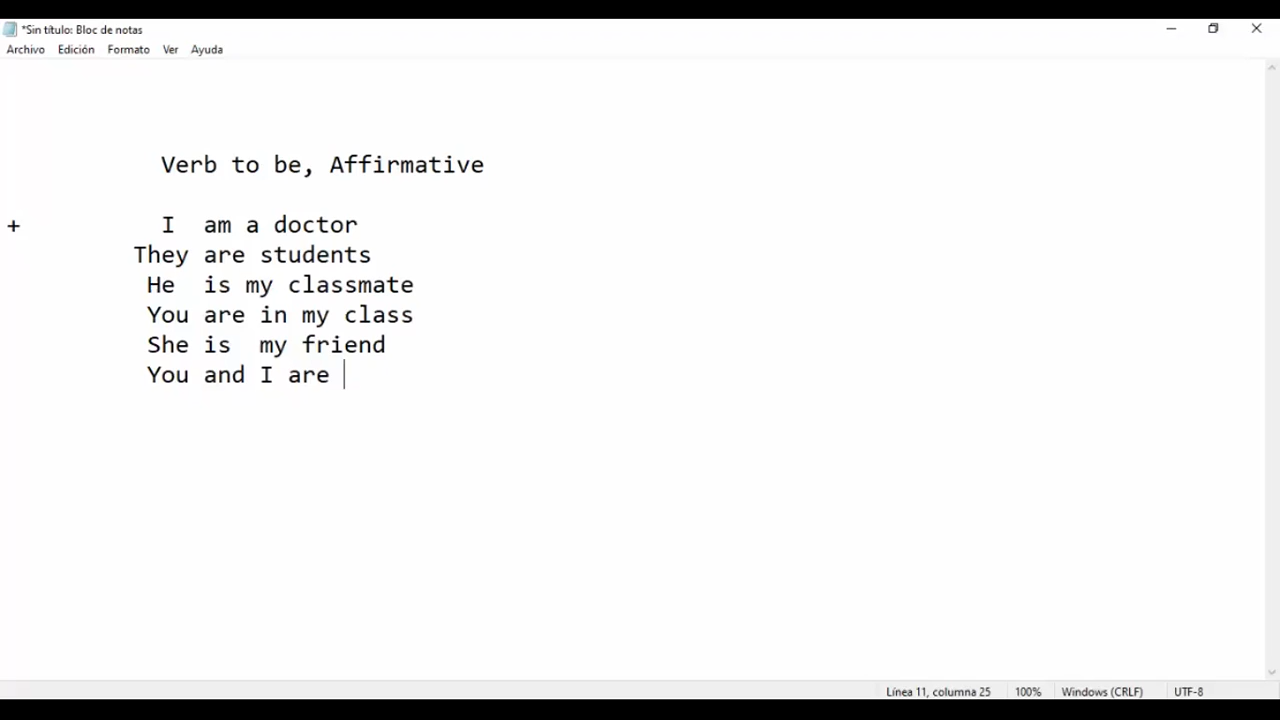 *Sin título: Bloc de notas
Archivo Edición Formato Ver Ayuda
Verb to be, Affirmative
+ I am a doctor
They are students
He is my classmate
You are in my class
She is my friend
You and I are
Línea 11, columna 25 100% Windows (CRLF) UTF-8